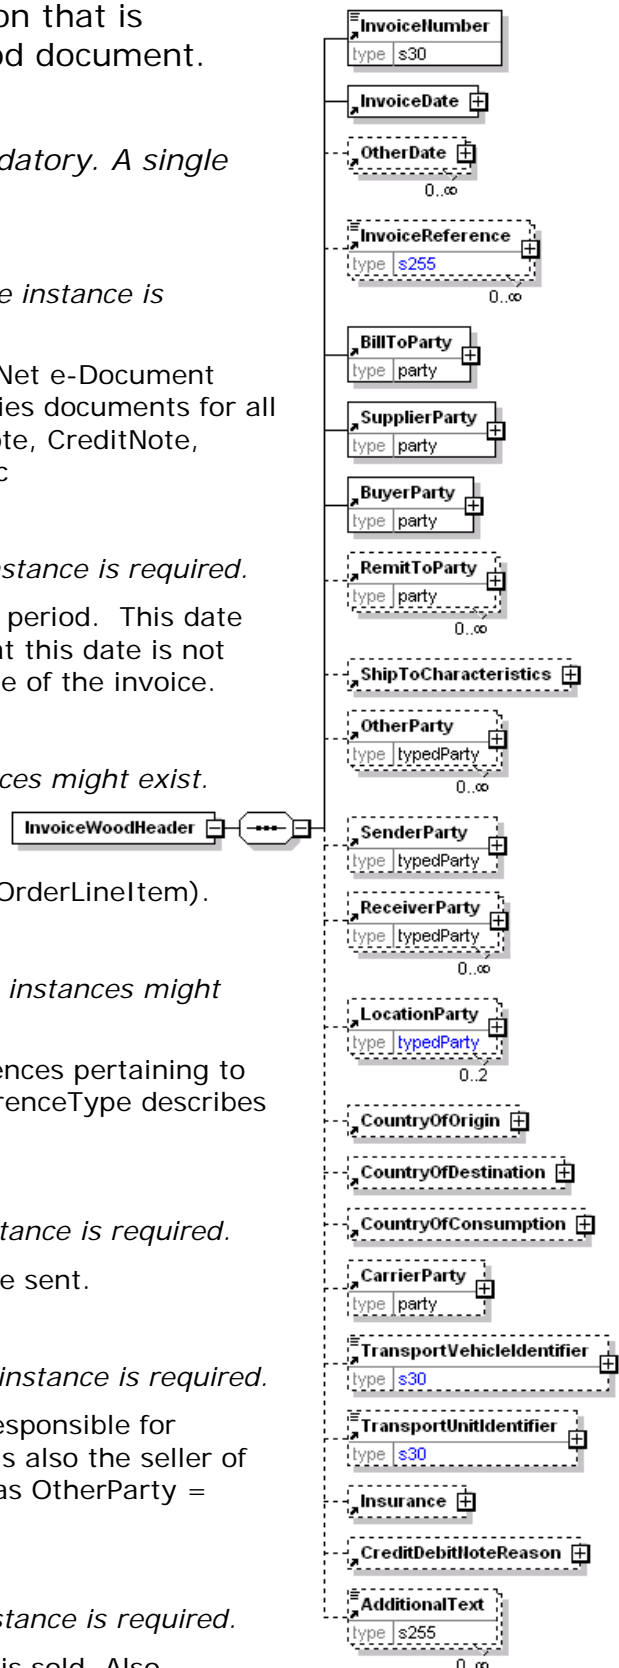 on that is
od document.
datory. A single
e instance is
Net e-Document
ies documents for all
ote, CreditNote,
c
nstance is required.
period. This date
at this date is not
e of the invoice.
ces might exist.
OrderLineItem).
instances might
ences pertaining to
renceType describes
stance is required.
e sent.
instance is required.
esponsible for
s also the seller of
as OtherParty =
stance is required.
is sold. Also
InvoiceWoodHeader
InvoiceNumber
type s30
InvoiceDate
OtherDate
0..∞
InvoiceReference
type s255
0..∞
BillToParty
type party
SupplierParty
type party
BuyerParty
type party
RemitToParty
type party
0..∞
ShipToCharacteristics
OtherParty
type typedParty
0..∞
SenderParty
type typedParty
ReceiverParty
type typedParty
0..∞
LocationParty
type typedParty
0..2
CountryOfOrigin
CountryOfDestination
CountryOfConsumption
CarrierParty
type party
TransportVehicleIdentifier
type s30
TransportUnitIdentifier
type s30
Insurance
CreditDebitNoteReason
AdditionalText
type s255
0..∞